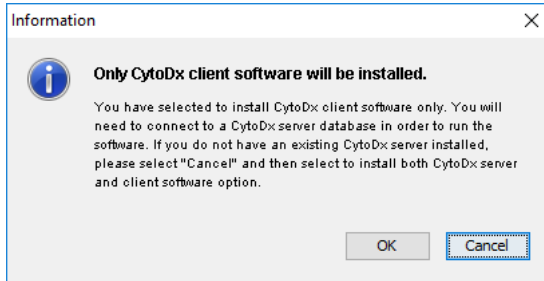 Information
Only CytoDx client software will be installed.
You have selected to install CytoDx client software only. You will
need to connect to a CytoDx server database in order to run the
software. If you do not have an existing CytoDx server installed,
please select "Cancel" and then select to install both CytoDx server
and client software option.
OK
Cancel